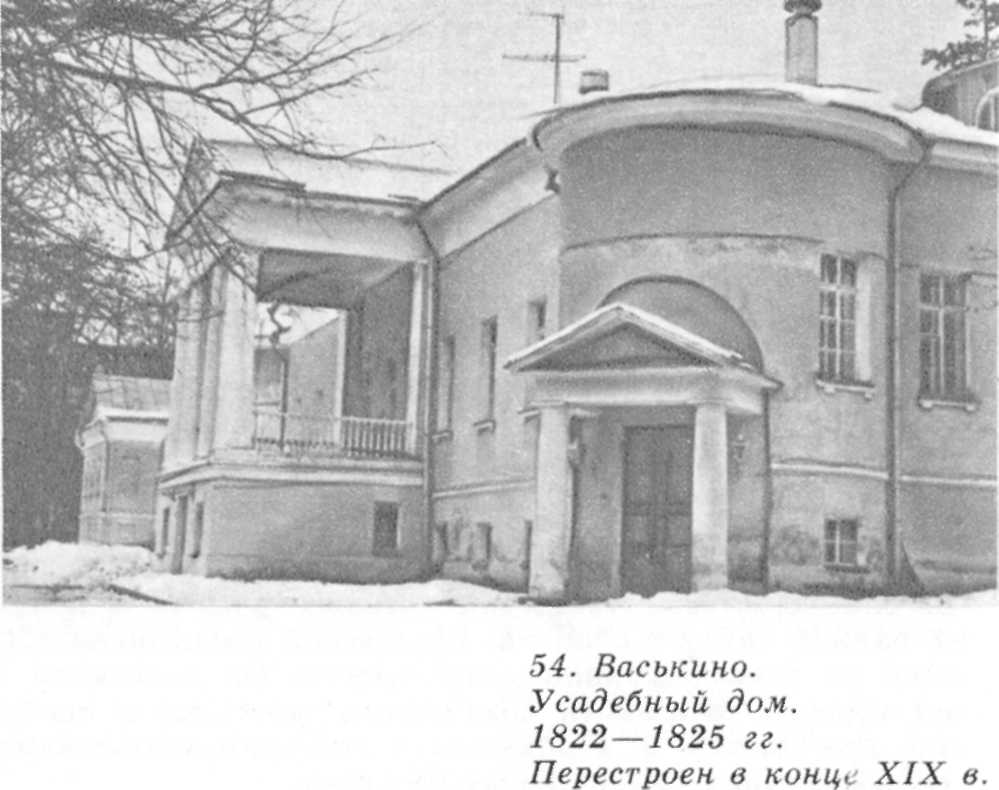 54. Васькино.
Усадебный дом.
1822—1825 гг.
Перестроен в конце XIX в.